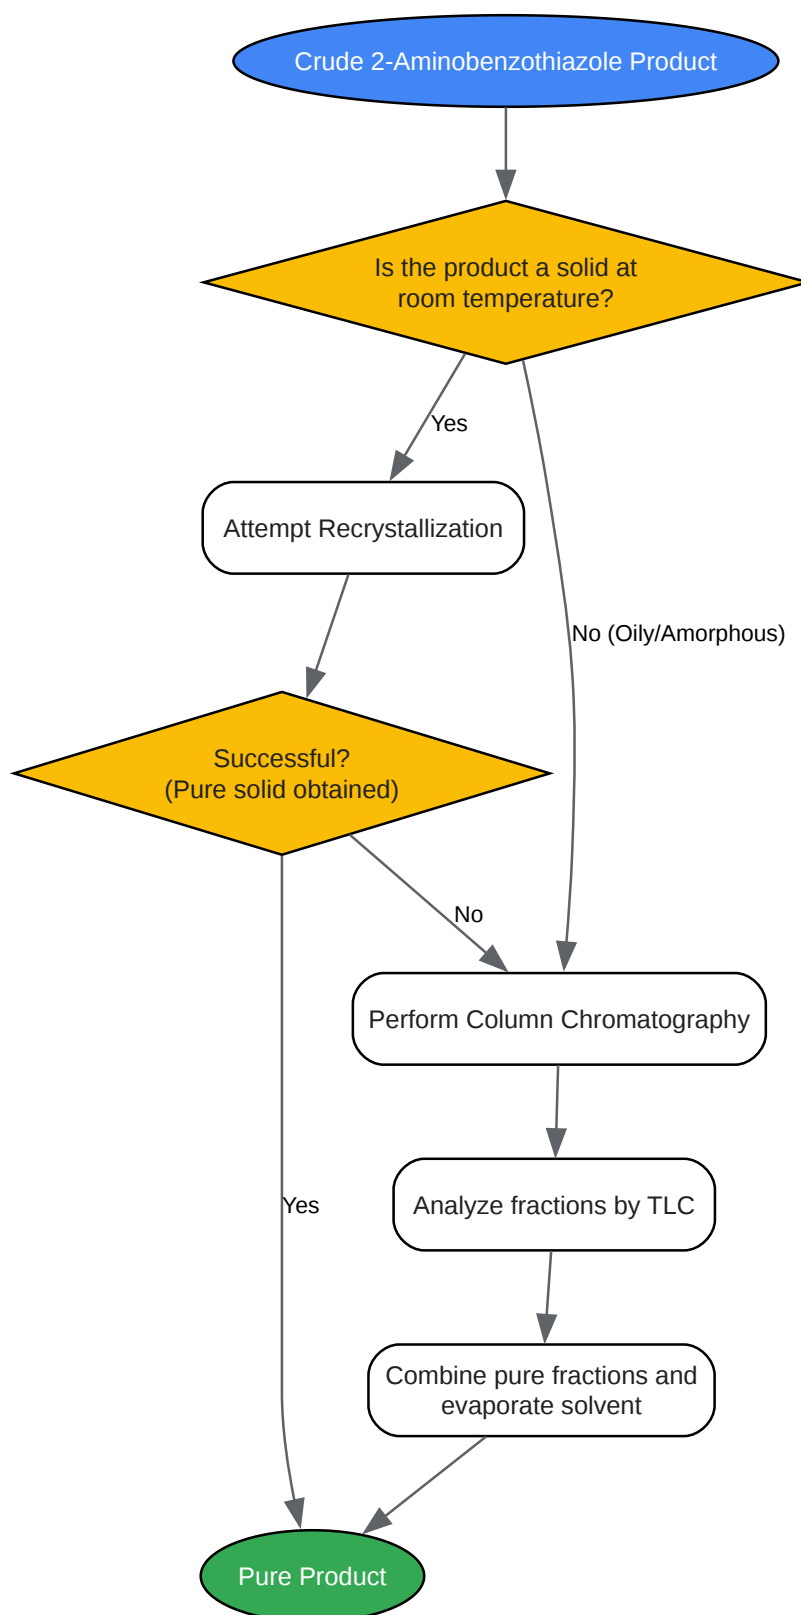 Crude 2-Aminobenzothiazole Product
Is the product a solid at
room temperature?
Yes
Attempt Recrystallization
No (Oily/Amorphous)
Successful?
(Pure solid obtained)
No
Perform Column Chromatography
Yes
Analyze fractions by TLC
Combine pure fractions and
evaporate solvent
Pure Product